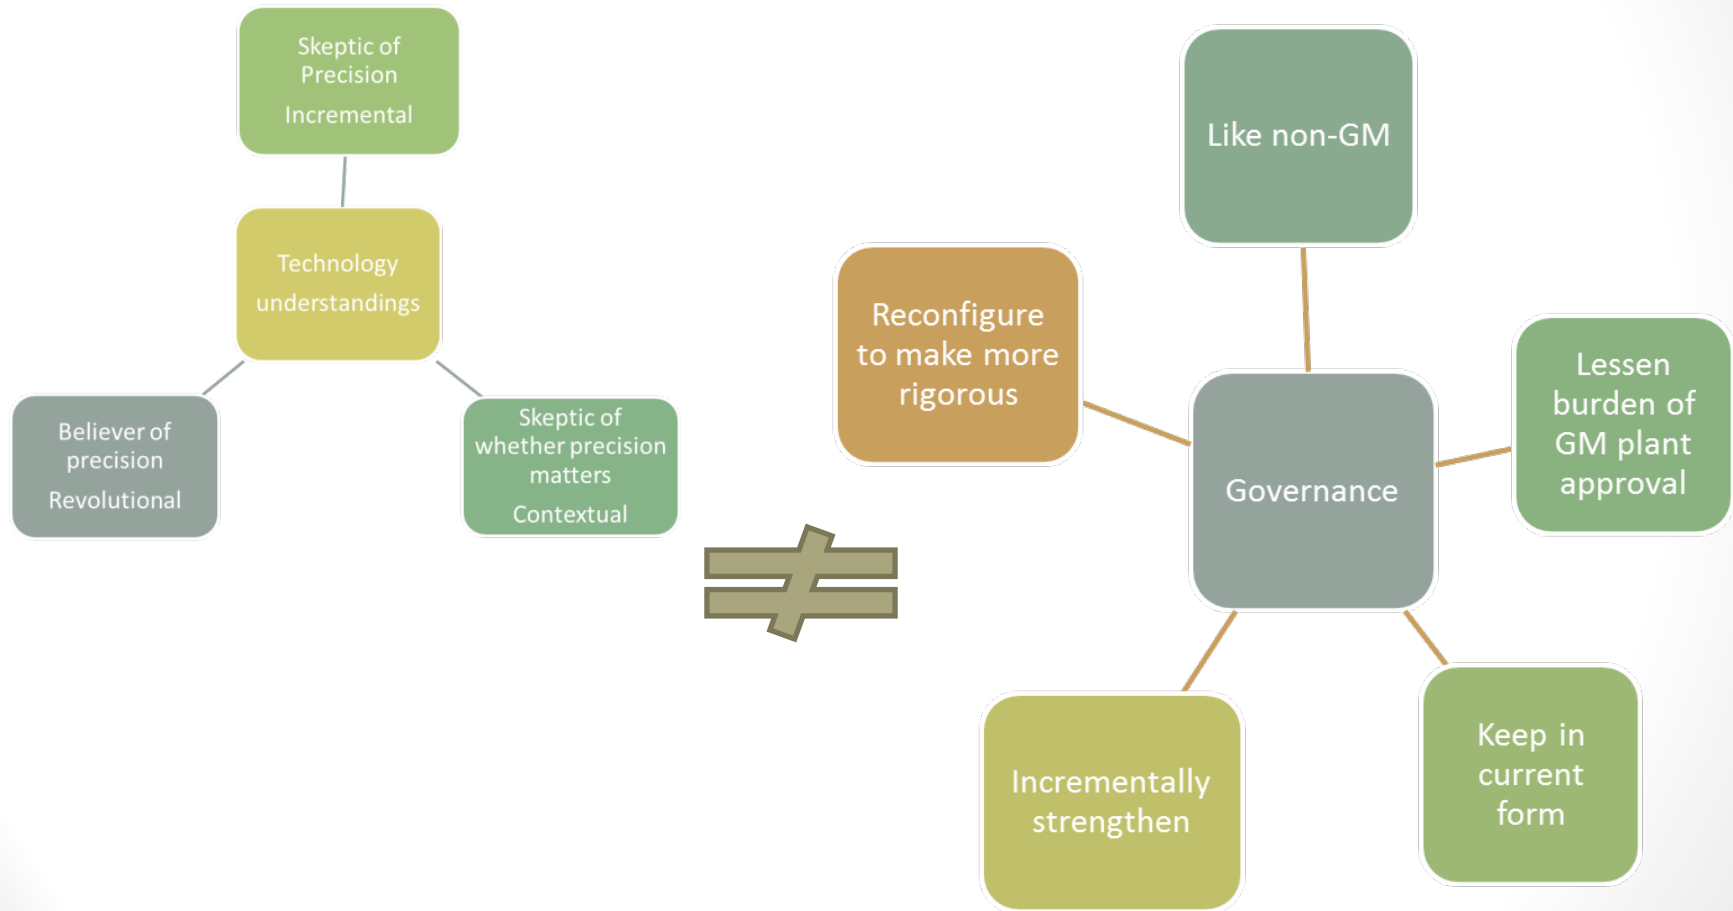 Skeptic of
Precision
Incremental
Technology
understandings
Believer of
precision
Revolutional
Skeptic of
whether precision
matters
Contextual
Like non-GM
Reconfigure
to make more
rigorous
Lessen
burden of
GM plant
approval
Governance
Incrementally
strengthen
Keep in
current
form